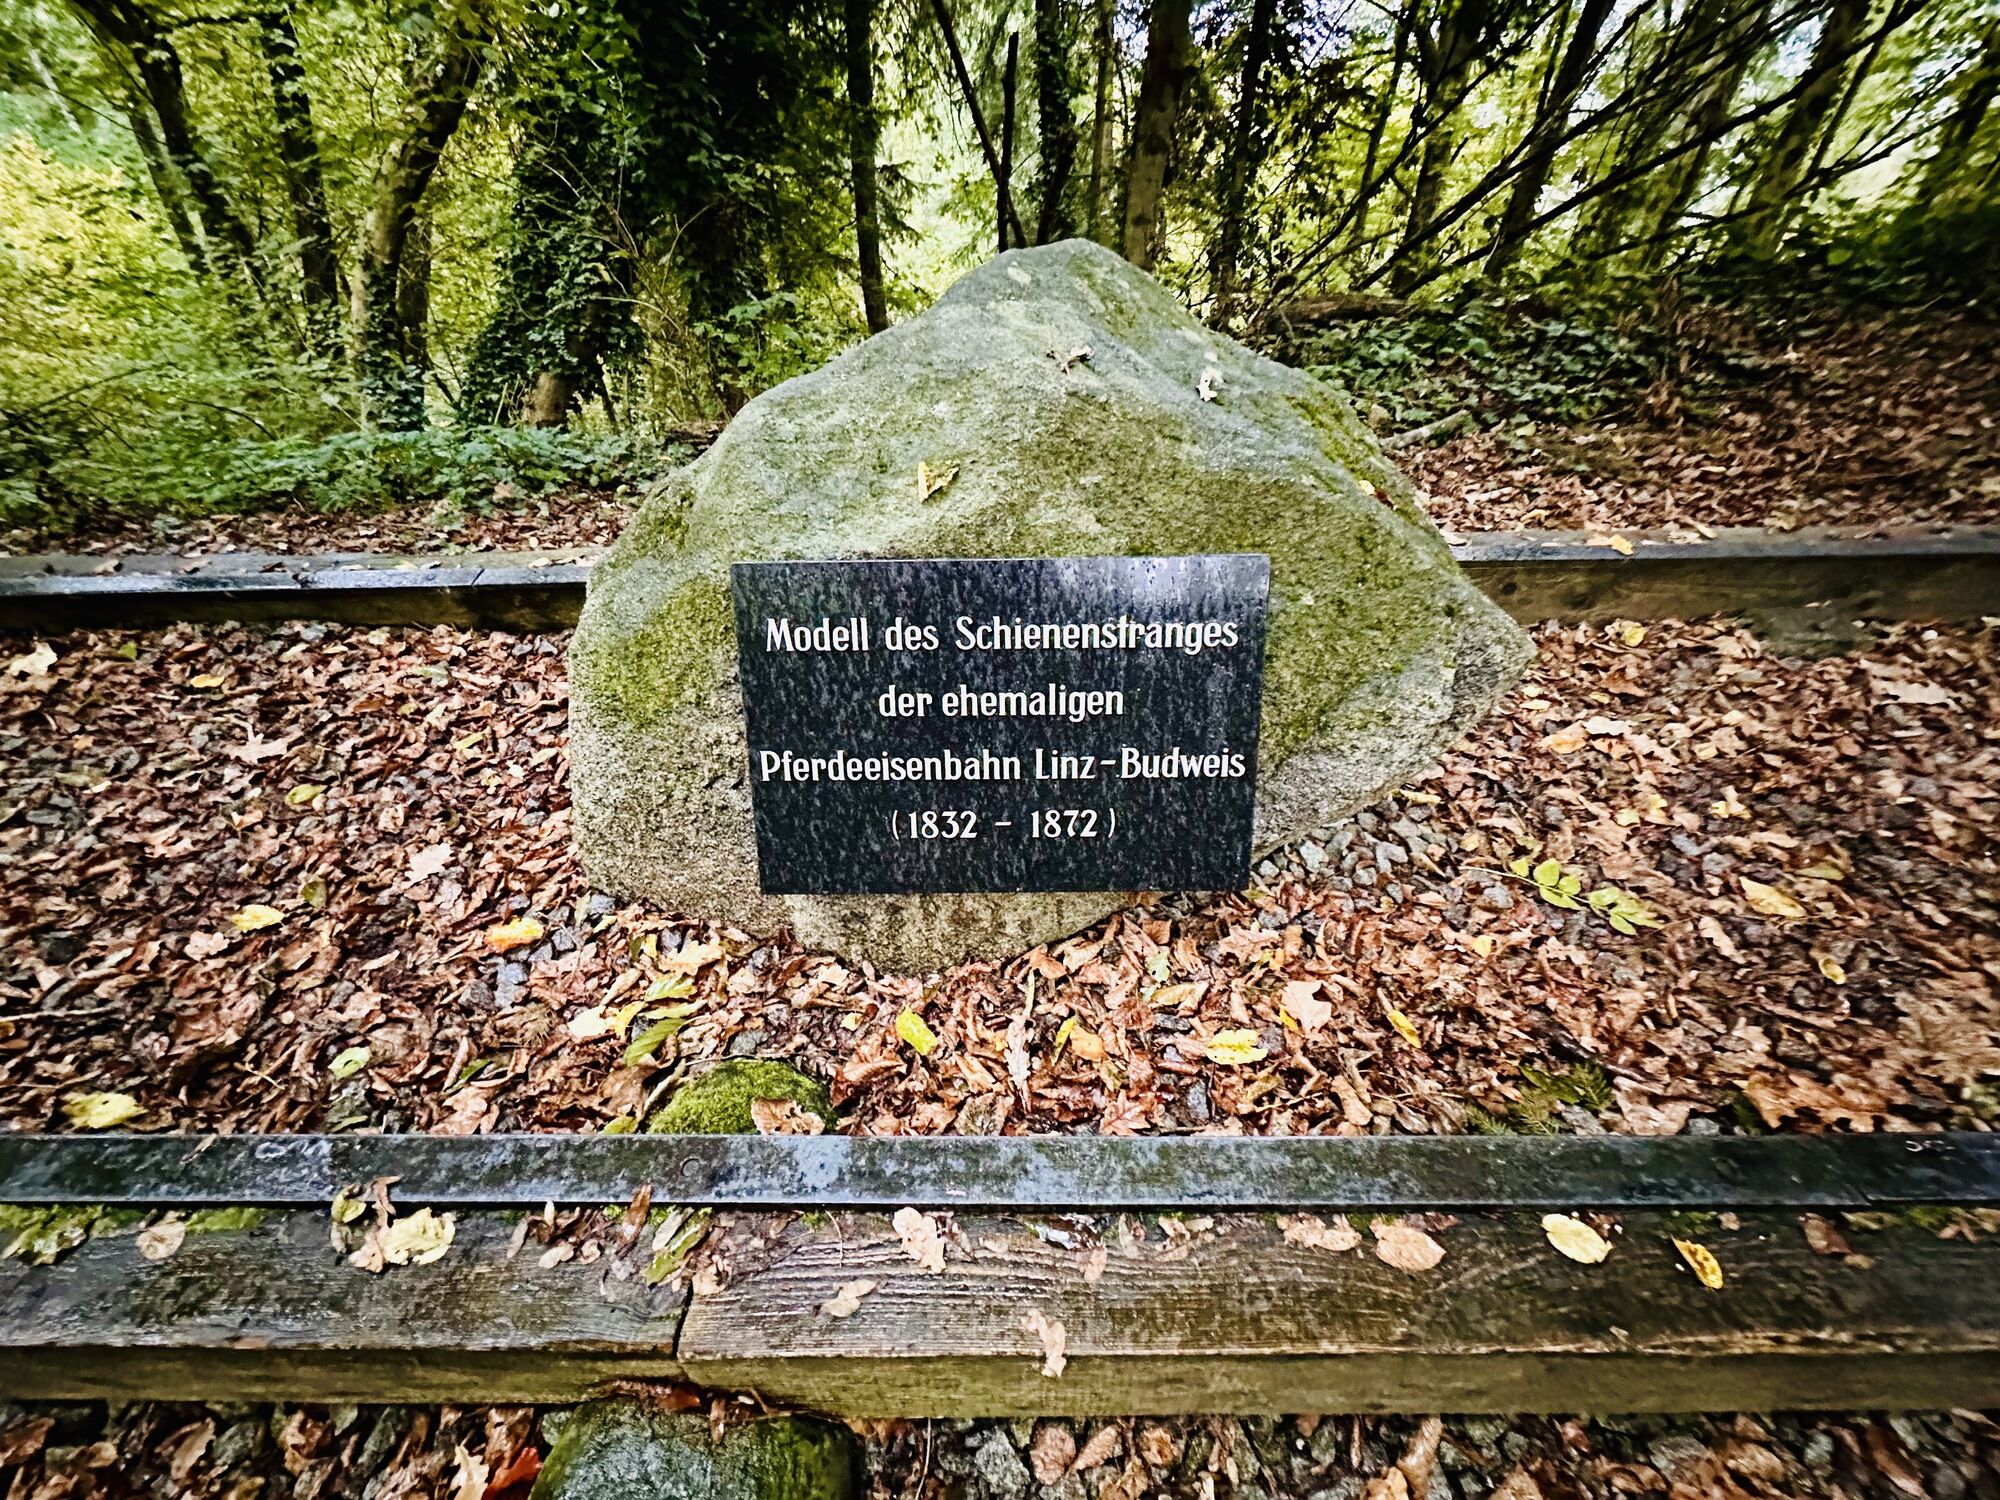 Modell des Schienenstranges
der ehemaligen
Pferdeeisenbahn Linz-Budweis
(1832 - 1872)